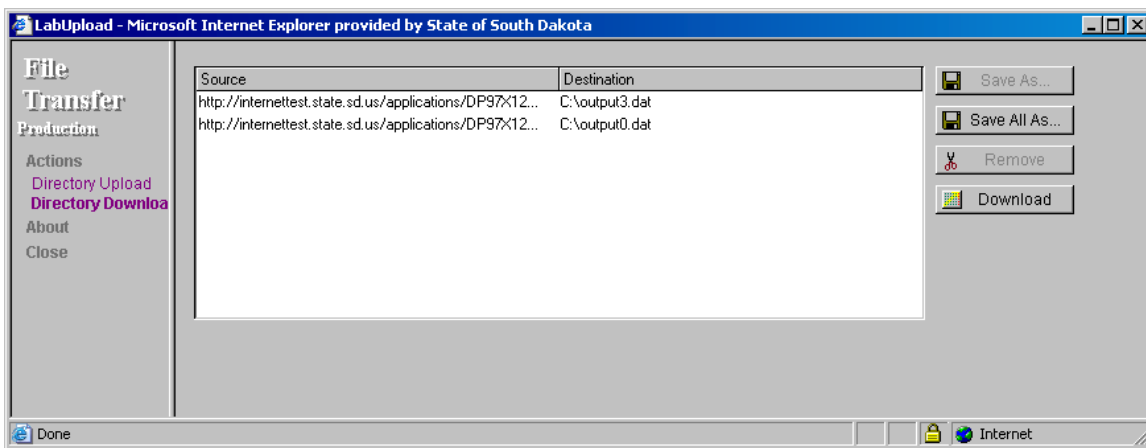 LabUpload - Microsoft Internet Explorer provided by State of South Dakota
File
Transfer
Production
Actions
Directory Upload
Directory Downloa
About
Close
Source Destination
http://internettest.state.sd.us/applications/DP97X12... C:\output3.dat
http://internettest.state.sd.us/applications/DP97X12... C:\output0.dat
Save As...
Save All As...
Remove
Download
Done
Internet